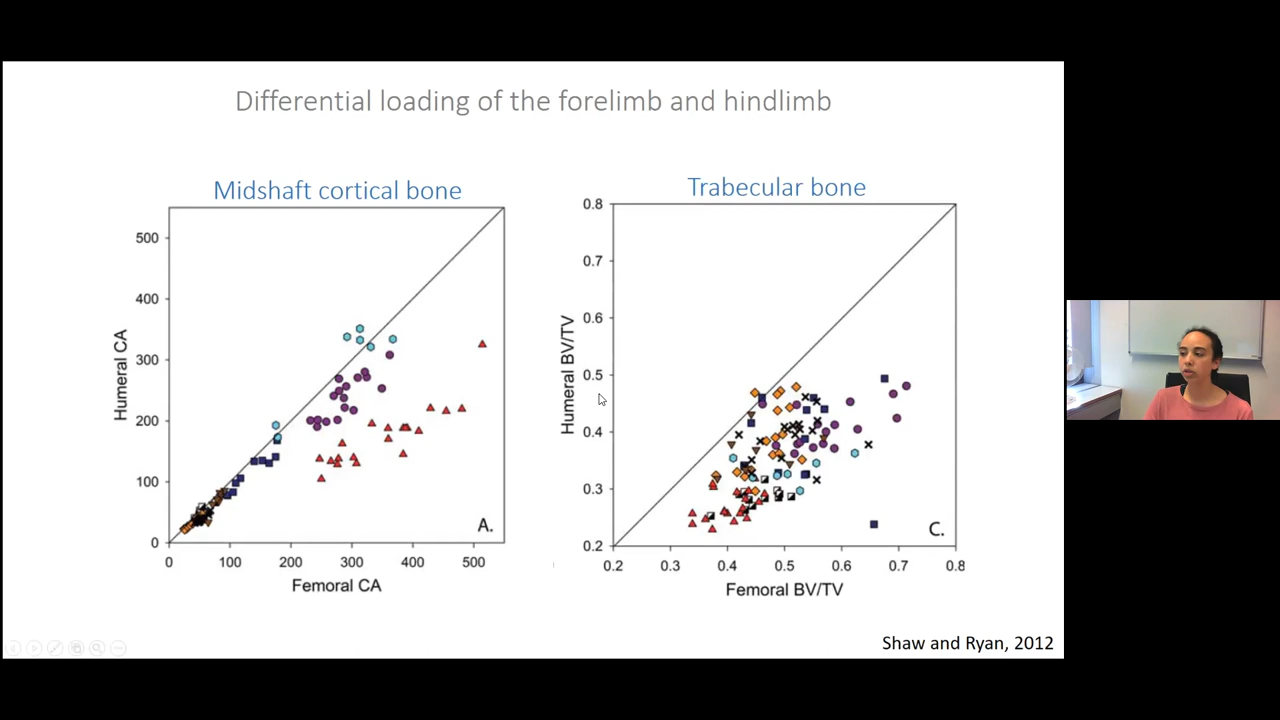 Differential loading of the forelimb and hindlimb
Midshaft cortical bone
500
400
300
200
100
0
Humeral CA
0 100 200 300 400 500
Femoral CA
A.
Trabecular bone
0.8
0.7
0.6
0.5
0.4
0.3
0.2
Humeral BV/TV
0.2 0.3 0.4 0.5 0.6 0.7 0.8
Femoral BV/TV
C.
Shaw and Ryan, 2012